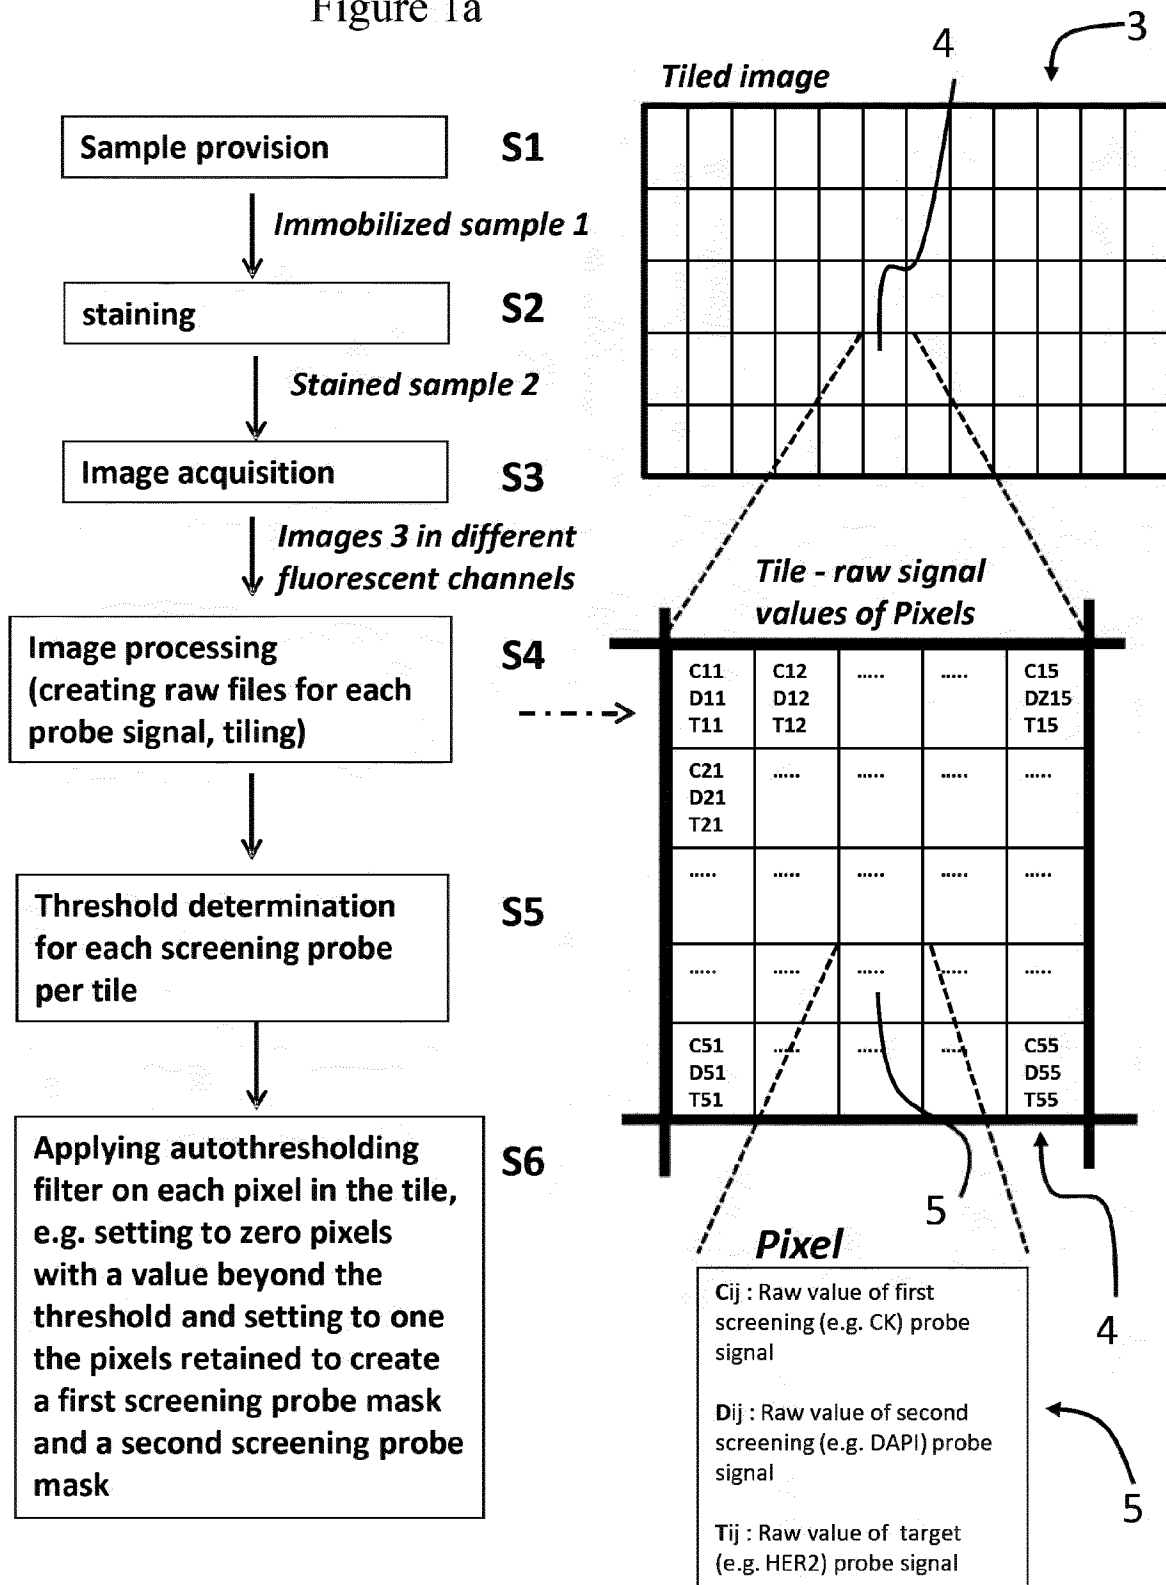 Figure 1a
3
4
Tiled image
Sample provision
S1
Immobilized sample 1
staining
S2
Stained sample 2
Image acquisition
S3
Images 3 in different
fluorescent channels
Tile - raw signal
values of Pixels
Image processing
(creating raw files for each
probe signal, tiling)
S4
C11 C12 ..... ..... C15
D11 D12 DZ15
T11 T12 T15
C21 ..... ..... ..... .....
D21
T21
..... ..... ..... ..... .....
..... ..... ..... ..... .....
C51 ..... ..... ..... C55
D51 D55
T51 T55
Threshold determination
for each screening probe
per tile
S5
Applying autothresholding
filter on each pixel in the tile,
e.g. setting to zero pixels
with a value beyond the
threshold and setting to one
the pixels retained to create
a first screening probe mask
and a second screening probe
mask
S6
5
4
Pixel
Cij : Raw value of first
screening (e.g. CK) probe
signal
Dij : Raw value of second
screening (e.g. DAPI) probe
signal
Tij : Raw value of target
(e.g. HER2) probe signal
5